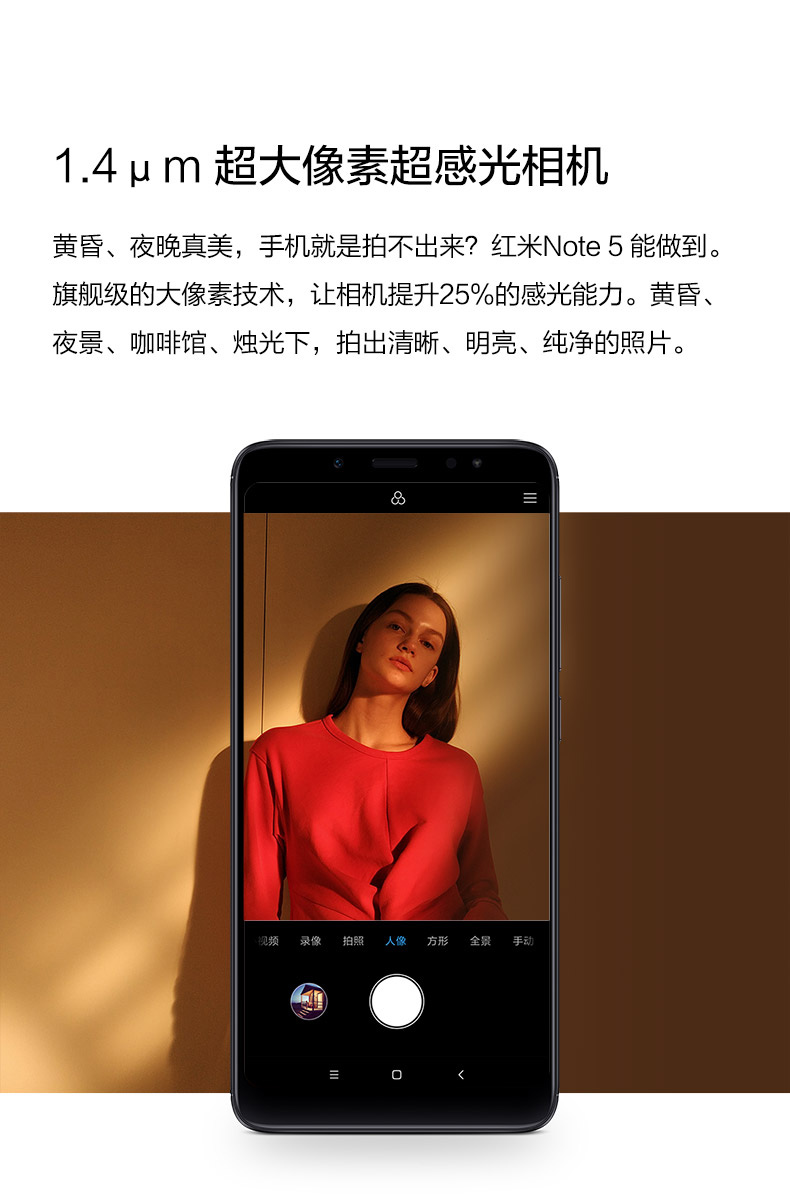 1.4μm 超大像素超感光相机
黄昏、夜晚真美，手机就是拍不出来？红米Note 5 能做到。
旗舰级的大像素技术，让相机提升25%的感光能力。黄昏、
夜景、咖啡馆、烛光下，拍出清晰、明亮、纯净的照片。
视频 录像 拍照 人像 方形 全景 手动